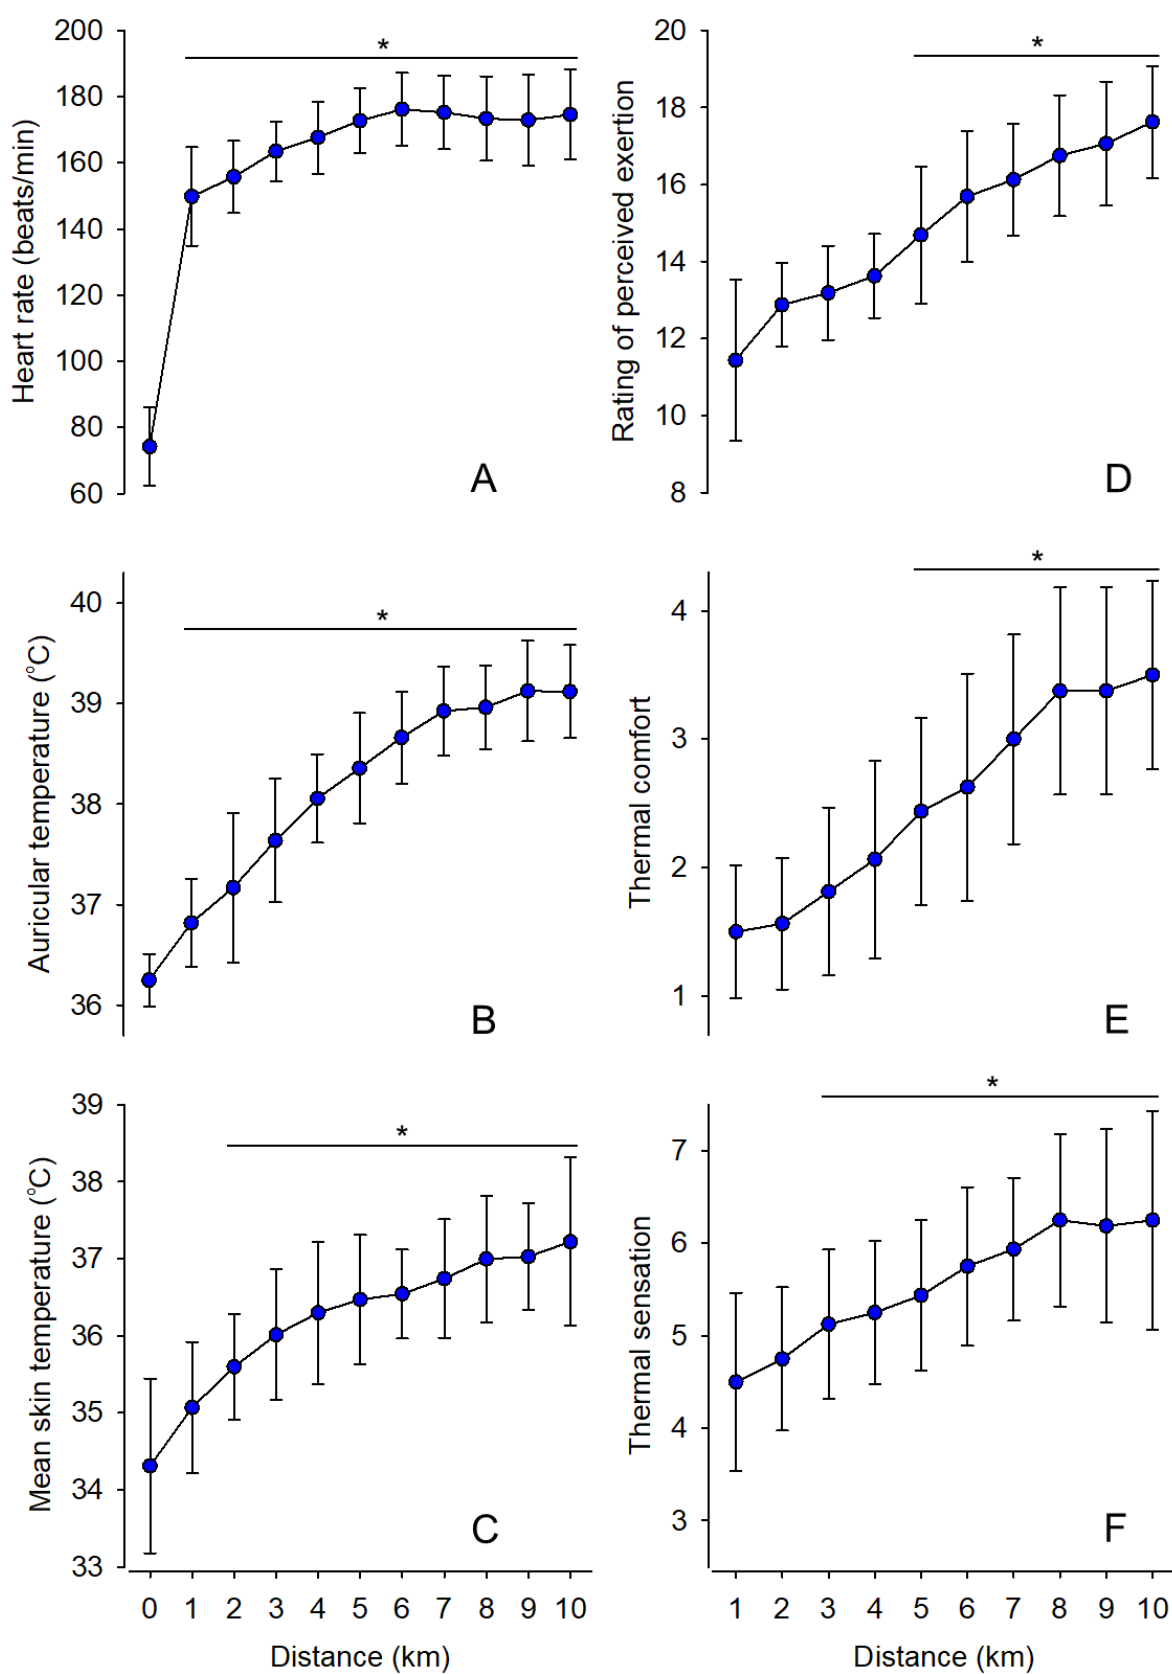 200
180
160
140
120
100
80
60
Heart rate (beats/min)
*
A
20
18
16
14
12
10
8
Rating of perceived exertion
*
D
40
39
38
37
36
Auricular temperature (°C)
*
B
4
3
2
1
Thermal comfort
*
E
39
38
37
36
35
34
33
Mean skin temperature (°C)
*
C
0 1 2 3 4 5 6 7 8 9 10
Distance (km)
7
6
5
4
3
Thermal sensation
*
F
1 2 3 4 5 6 7 8 9 10
Distance (km)